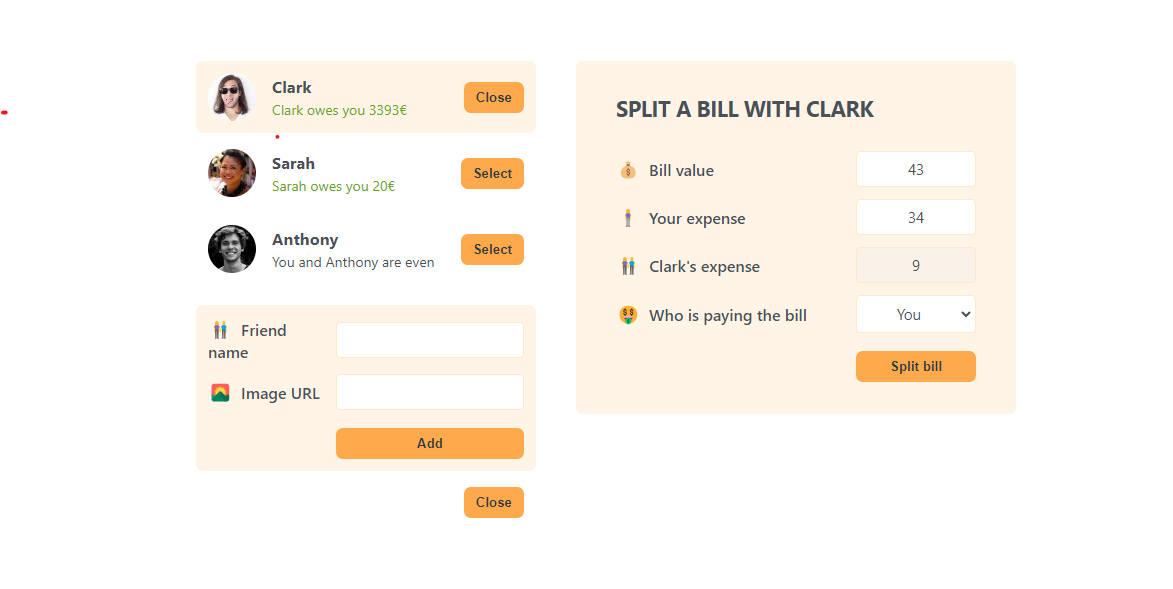 Clark
Clark owes you 3393€
Close
Sarah
Sarah owes you 20€
Select
Anthony
You and Anthony are even
Select
Friend
name
Image URL
Add
Close
SPLIT A BILL WITH CLARK
Bill value
43
Your expense
34
Clark's expense
9
Who is paying the bill
You
Split bill